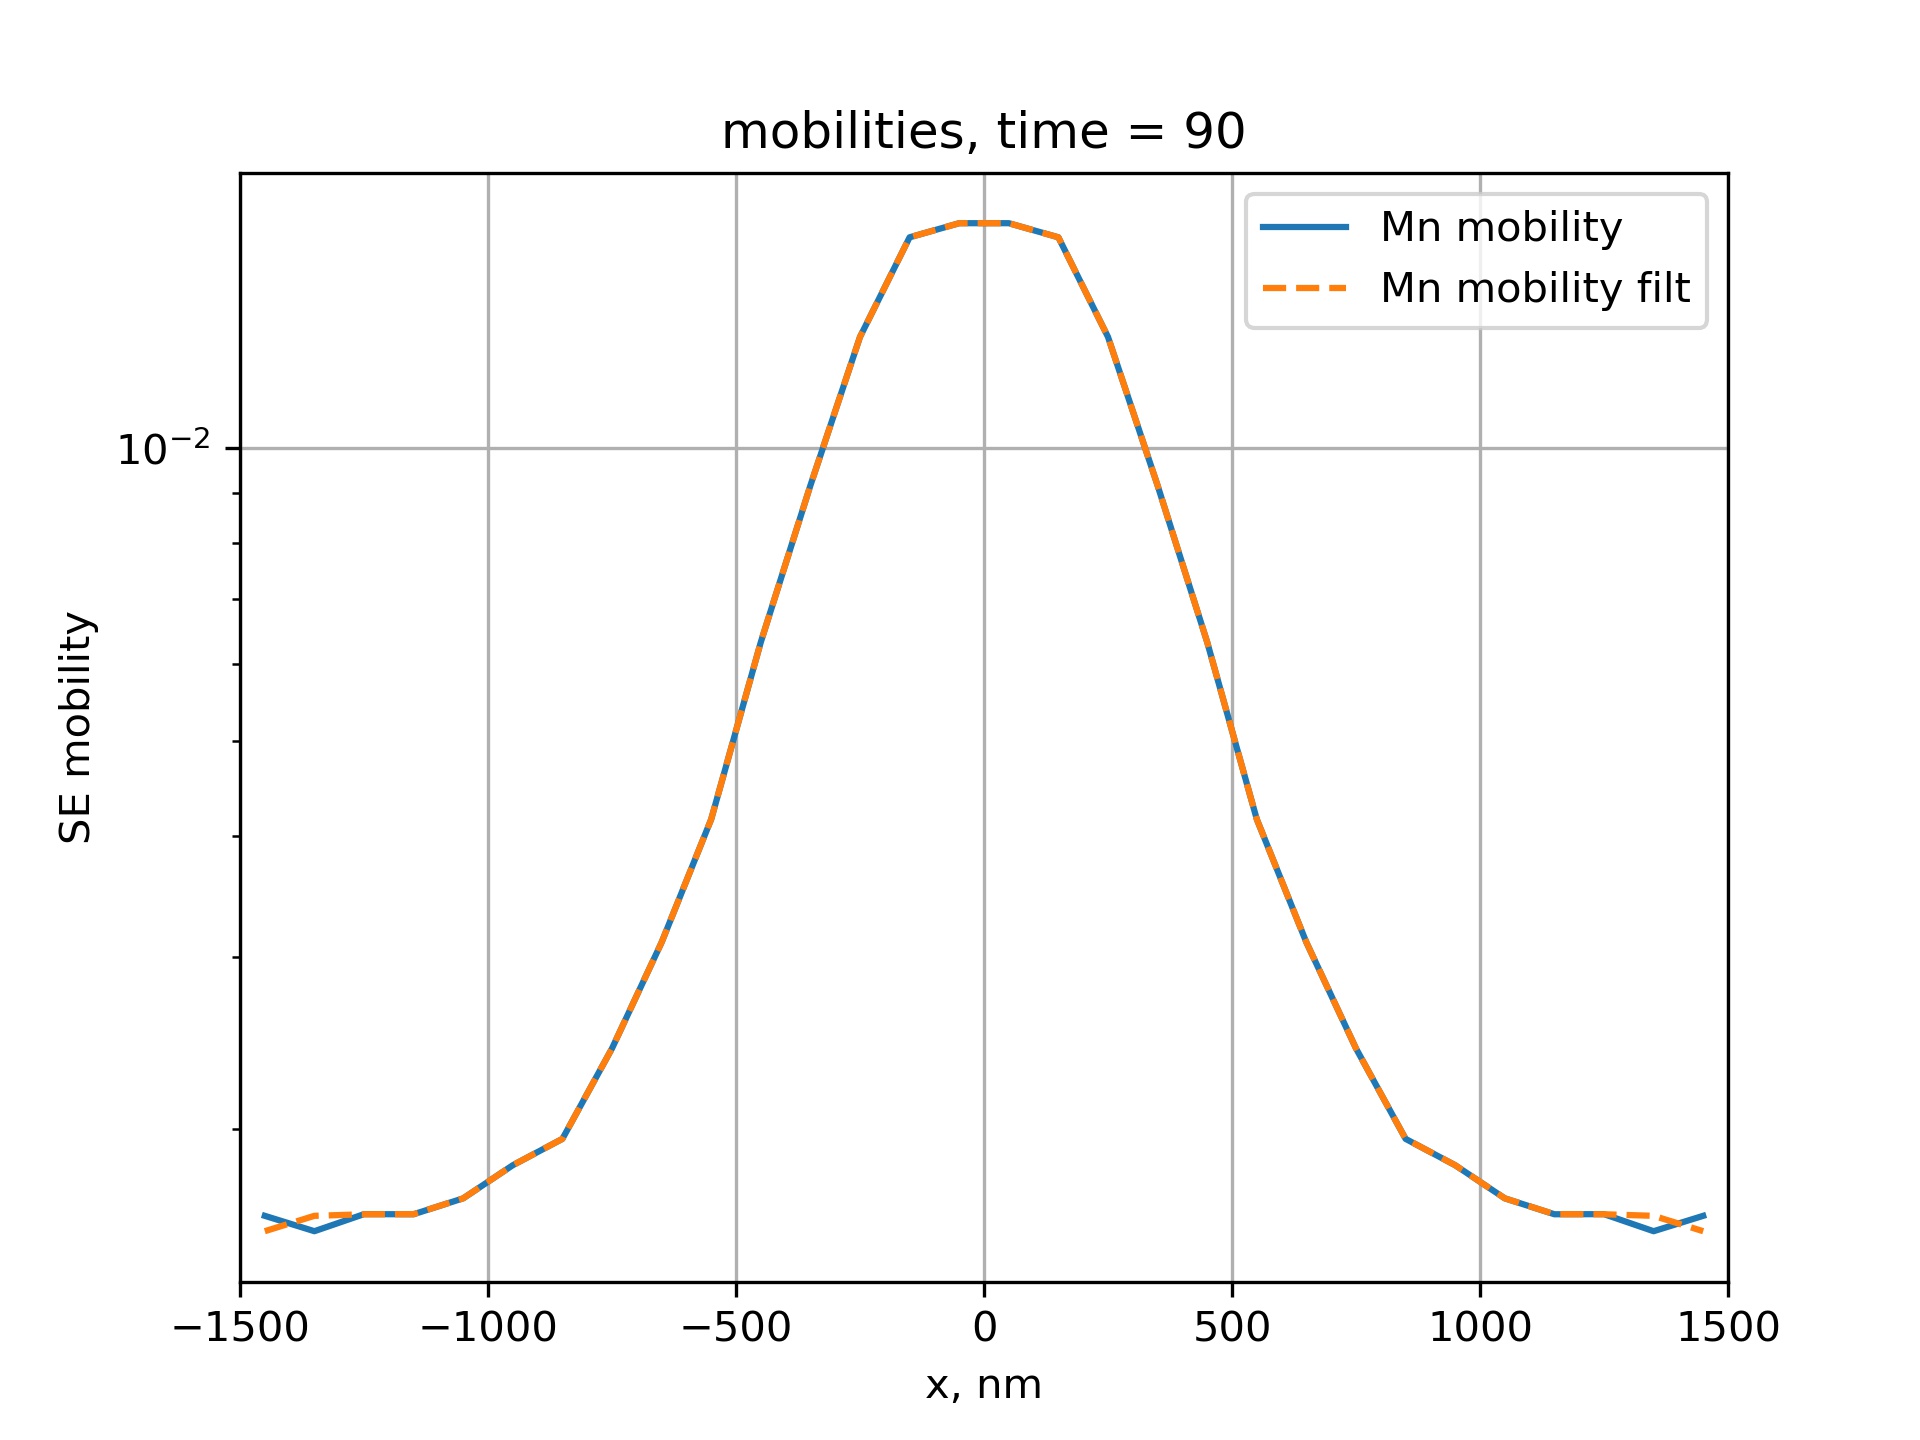 mobilities, time = 90
Mn mobility
Mn mobility filt
10⁻²
SE mobility
−1500 −1000 −500 0 500 1000 1500
x, nm